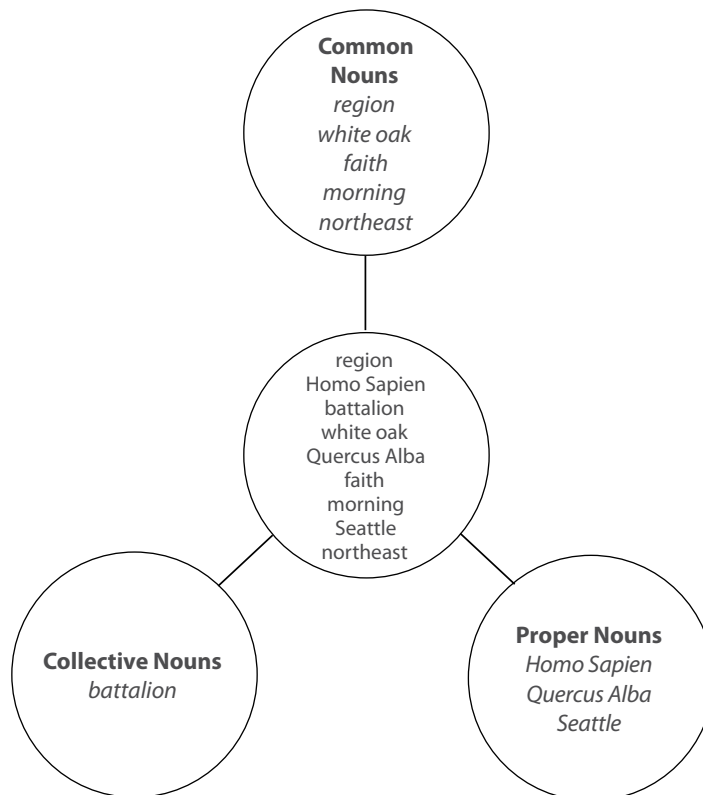 Common
Nouns
region
white oak
faith
morning
northeast
region
Homo Sapien
battalion
white oak
Quercus Alba
faith
morning
Seattle
northeast
Collective Nouns
battalion
Proper Nouns
Homo Sapien
Quercus Alba
Seattle